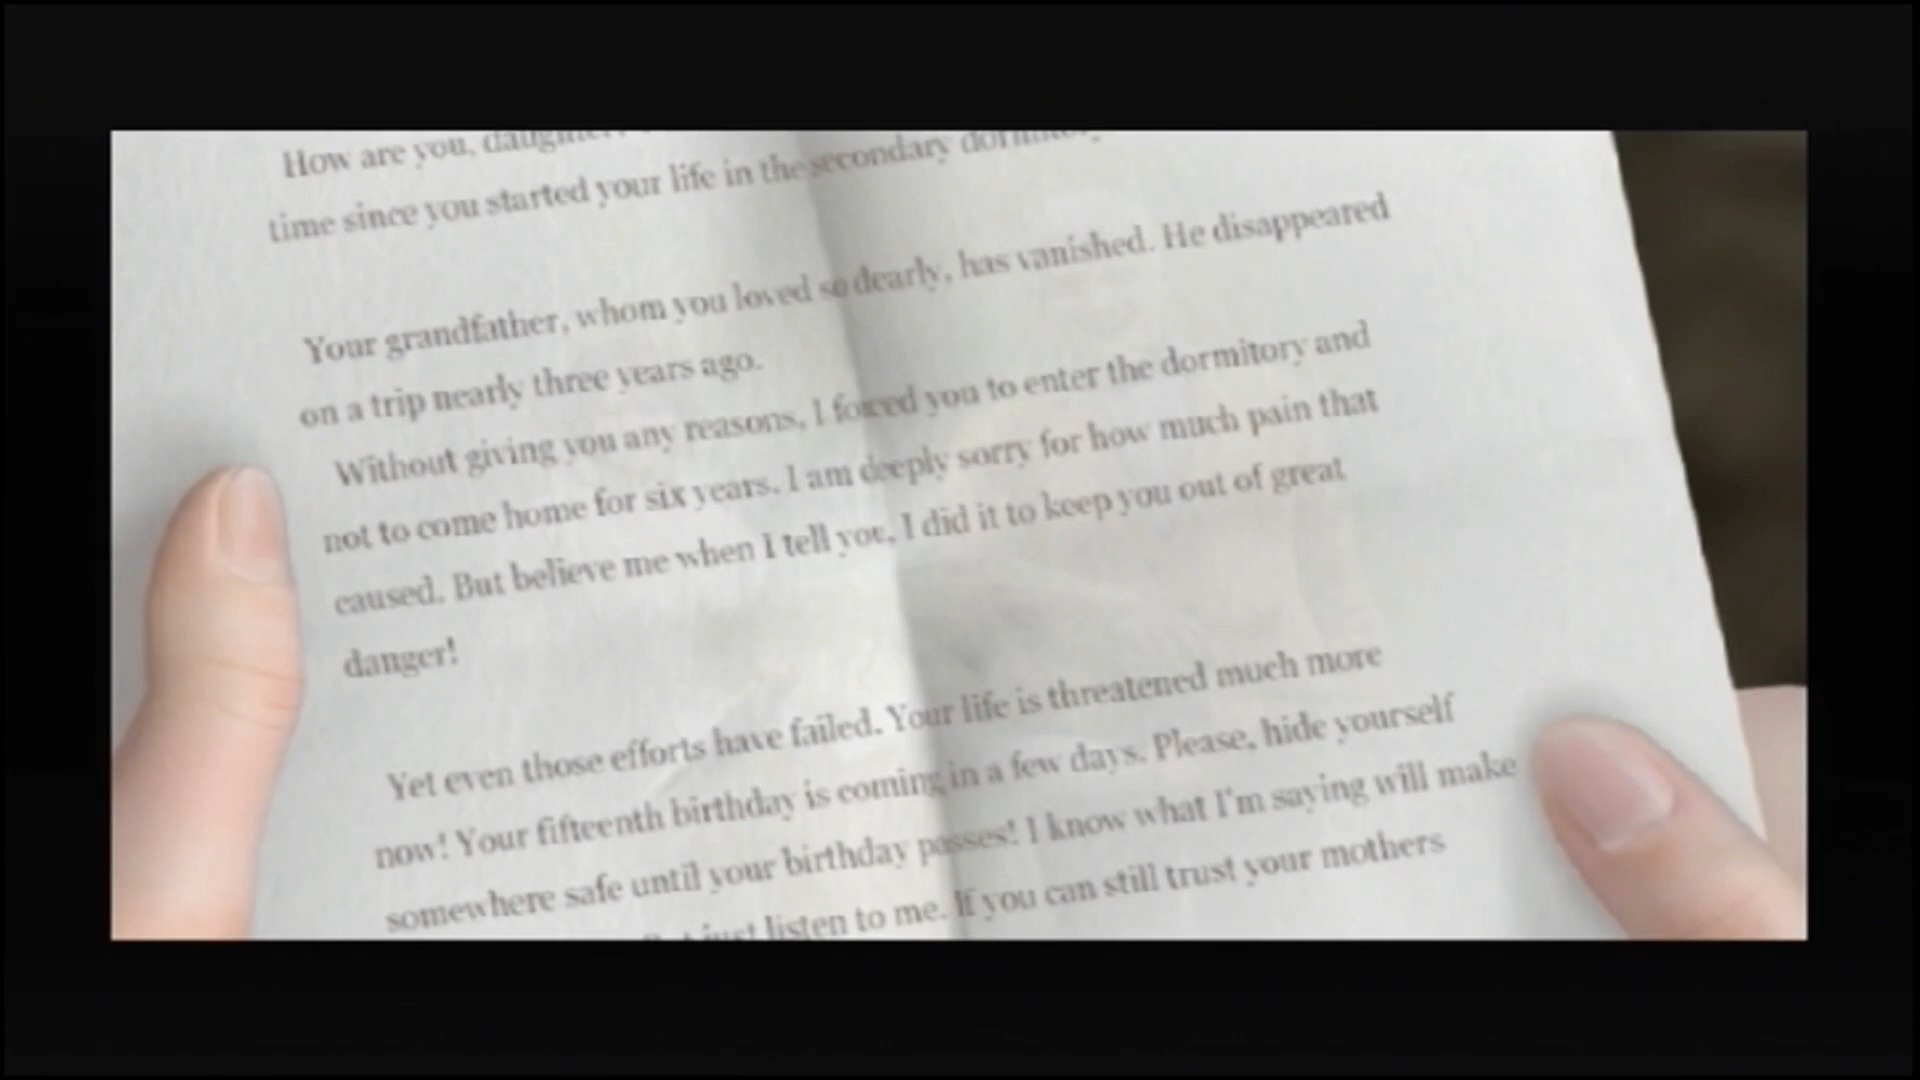 How are you, daughter?
time since you started your life in the secondary dormitory
Your grandfather, whom you loved so dearly, has vanished. He disappeared
on a trip nearly three years ago.
Without giving you any reasons, I forced you to enter the dormitory and
not to come home for six years. I am deeply sorry for how much pain that
caused. But believe me when I tell you, I did it to keep you out of great
danger!
Yet even those efforts have failed. Your life is threatened much more
now! Your fifteenth birthday is coming in a few days. Please, hide yourself
somewhere safe until your birthday passes! I know what I'm saying will make
just listen to me. If you can still trust your mothers